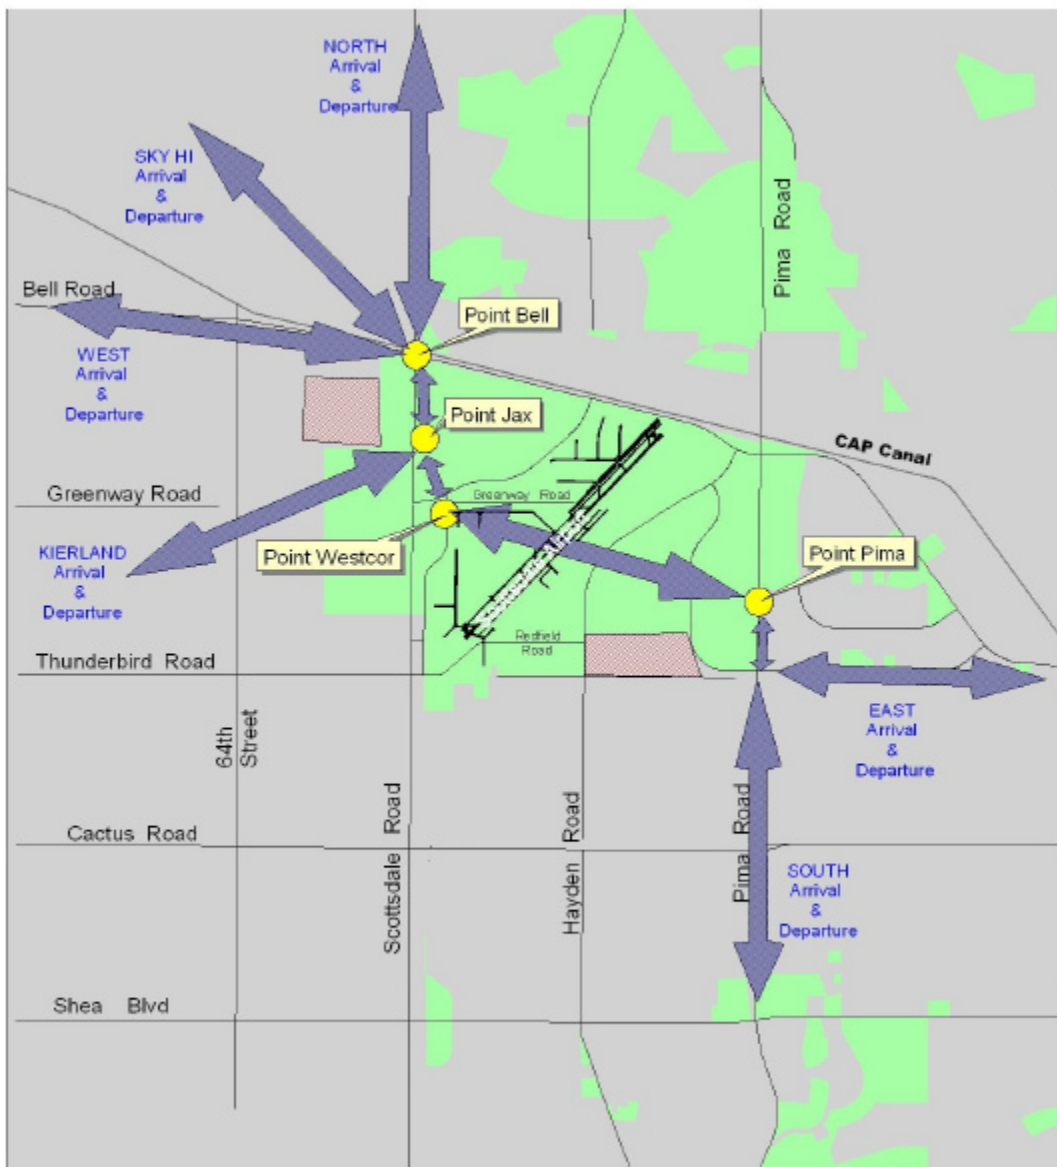 NORTH
Arrival
&
Departure
SKY HI
Arrival
&
Departure
Pima Road
Bell Road
Point Bell
WEST
Arrival
&
Departure
Point Jax
CAP Canal
Greenway Road
Greenway Road
KIERLAND
Arrival
&
Departure
Point Westcor
Point Pima
Redfield
Road
Thunderbird Road
EAST
Arrival
&
Departure
64th
Street
Scottsdale Road
Hayden Road
Pima Road
Cactus Road
SOUTH
Arrival
&
Departure
Shea Blvd